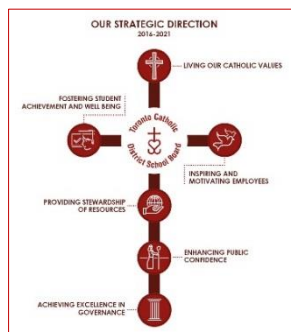 OUR STRATEGIC DIRECTION
2016-2021
LIVING OUR CATHOLIC VALUES
FOSTERING STUDENT
ACHIEVEMENT AND WELL BEING
Toronto Catholic
District School Board
INSPIRING AND
MOTIVATING EMPLOYEES
PROVIDING STEWARDSHIP
OF RESOURCES
ENHANCING PUBLIC
CONFIDENCE
ACHIEVING EXCELLENCE IN
GOVERNANCE